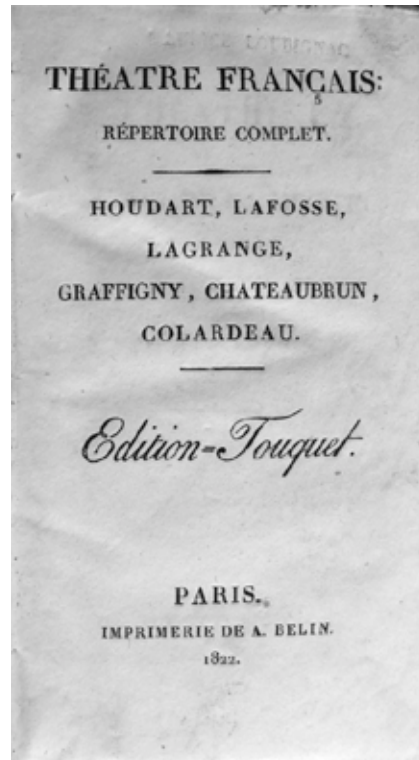 THÉATRE FRANÇAIS:
RÉPERTOIRE COMPLET.
HOUDART, LAFOSSE,
LAGRANGE,
GRAFFIGNY, CHATEAUBRUN,
COLARDEAU.
Edition=Touquet.
PARIS.
IMPRIMERIE DE A. BELIN.
1822.